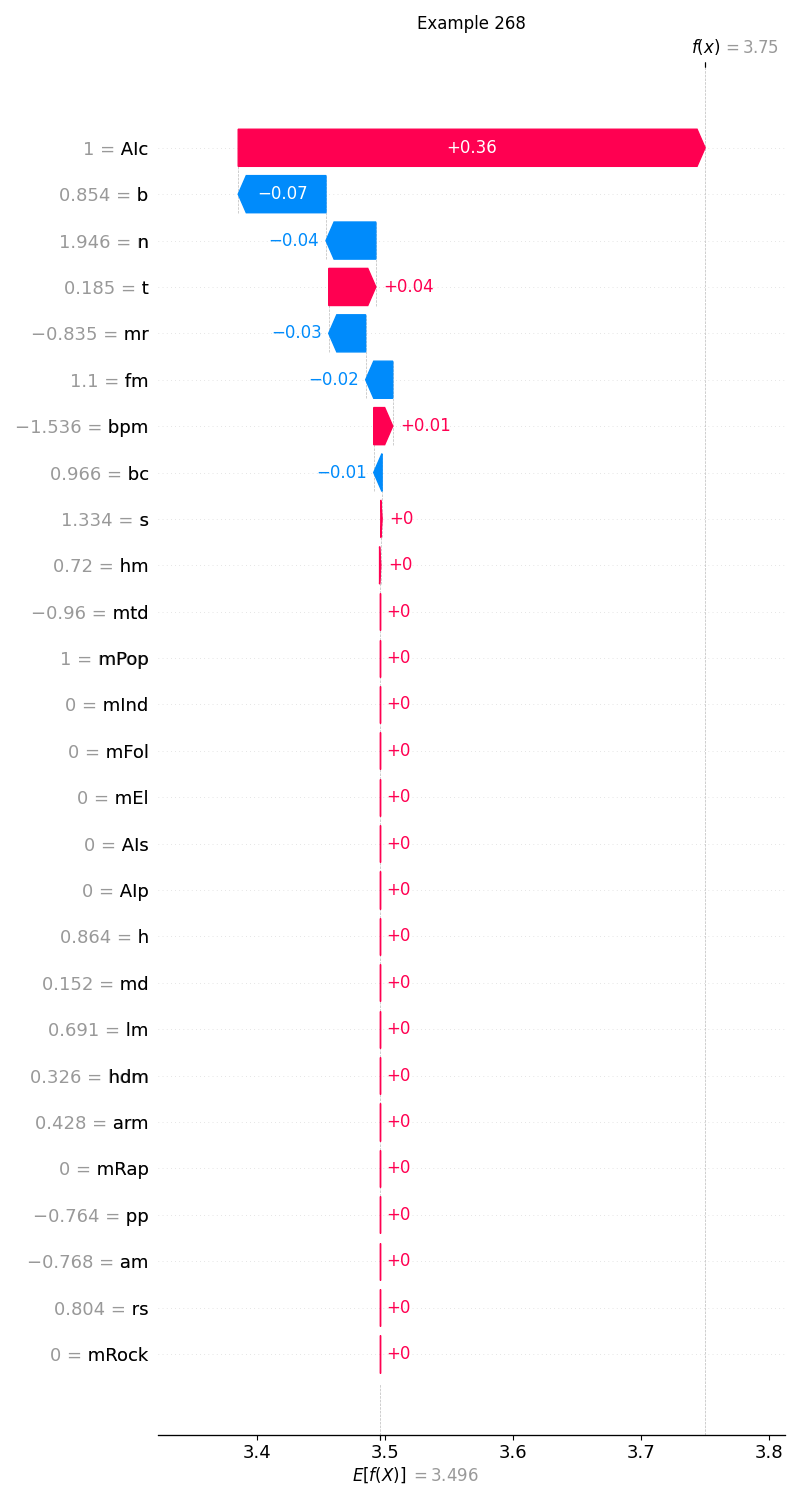 Example 268
f(x) = 3.75
1 = AIc
+0.36
0.854 = b
−0.07
1.946 = n
−0.04
0.185 = t
+0.04
−0.835 = mr
−0.03
1.1 = fm
−0.02
−1.536 = bpm
+0.01
0.966 = bc
−0.01
1.334 = s
+0
0.72 = hm
+0
−0.96 = mtd
+0
1 = mPop
+0
0 = mInd
+0
0 = mFol
+0
0 = mEl
+0
0 = AIs
+0
0 = AIp
+0
0.864 = h
+0
0.152 = md
+0
0.691 = lm
+0
0.326 = hdm
+0
0.428 = arm
+0
0 = mRap
+0
−0.764 = pp
+0
−0.768 = am
+0
0.804 = rs
+0
0 = mRock
+0
3.4 3.5 3.6 3.7 3.8
E[f(X)] = 3.496